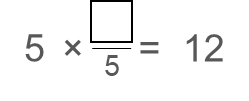 5 × □/5 = 12